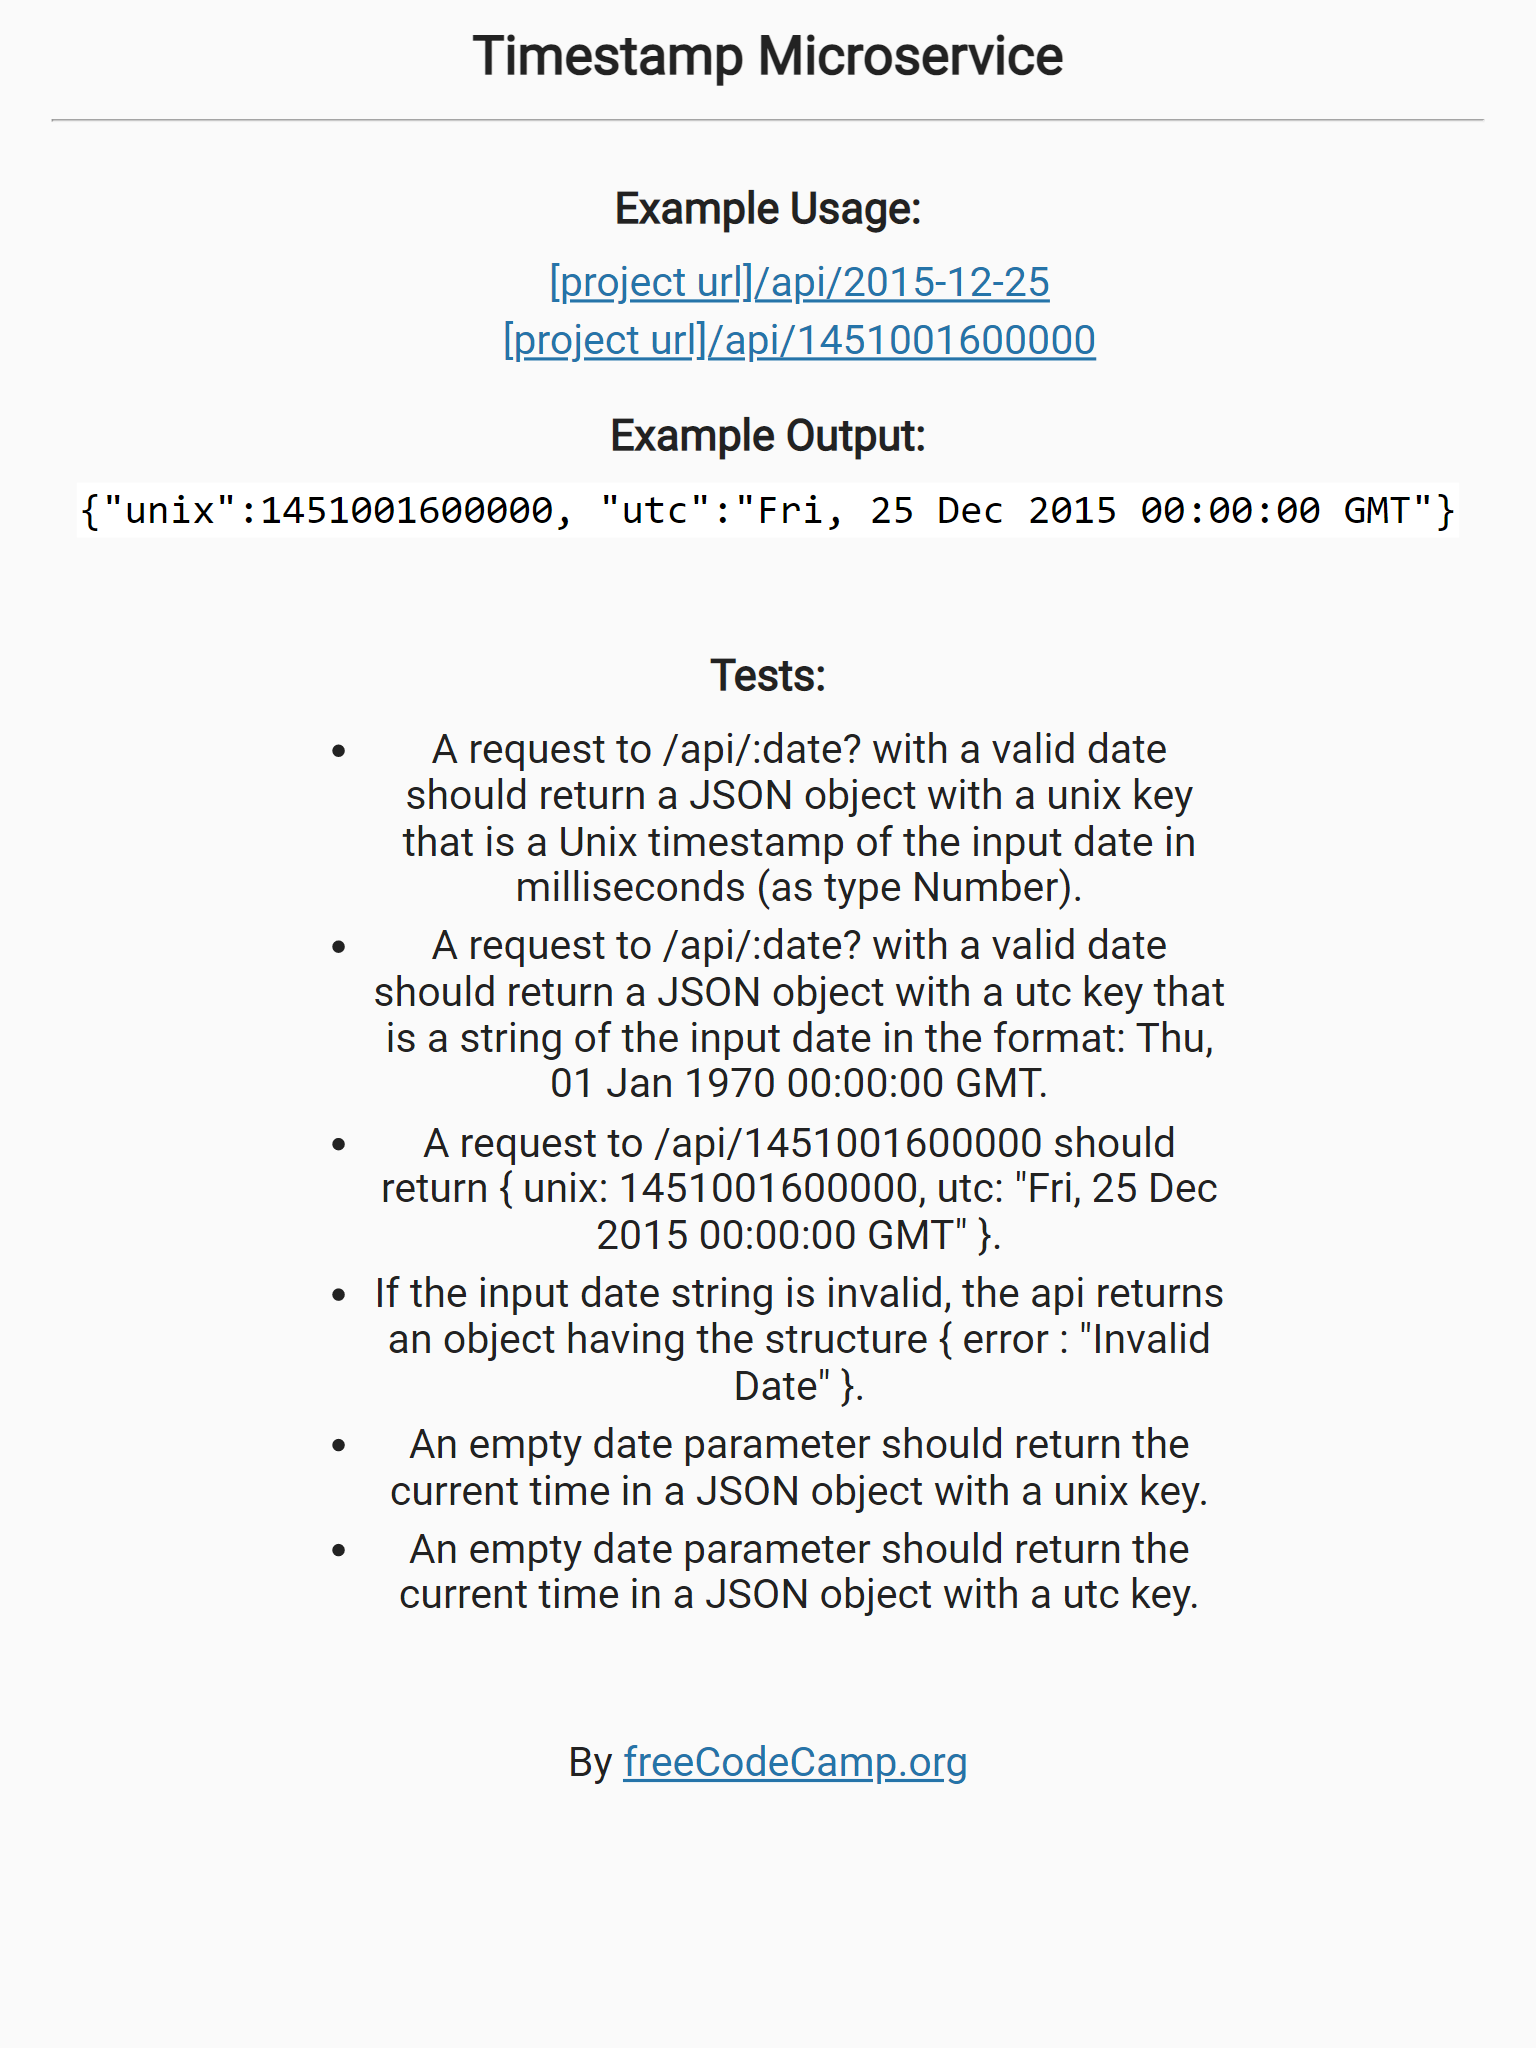 Timestamp Microservice
Example Usage:
[project url]/api/2015-12-25
[project url]/api/1451001600000
Example Output:
{"unix":1451001600000, "utc":"Fri, 25 Dec 2015 00:00:00 GMT"}
Tests:
• A request to /api/:date? with a valid date
should return a JSON object with a unix key
that is a Unix timestamp of the input date in
milliseconds (as type Number).
• A request to /api/:date? with a valid date
should return a JSON object with a utc key that
is a string of the input date in the format: Thu,
01 Jan 1970 00:00:00 GMT.
• A request to /api/1451001600000 should
return { unix: 1451001600000, utc: "Fri, 25 Dec
2015 00:00:00 GMT" }.
• If the input date string is invalid, the api returns
an object having the structure { error : "Invalid
Date" }.
• An empty date parameter should return the
current time in a JSON object with a unix key.
• An empty date parameter should return the
current time in a JSON object with a utc key.
By freeCodeCamp.org